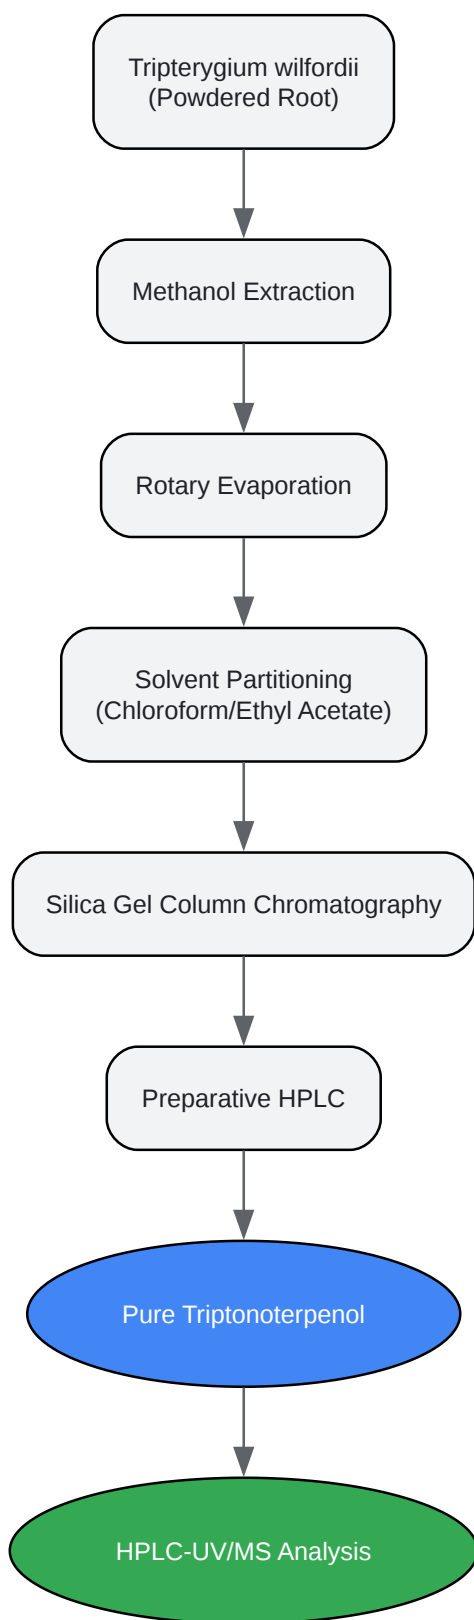 Tripterygium wilfordii
(Powdered Root)
Methanol Extraction
Rotary Evaporation
Solvent Partitioning
(Chloroform/Ethyl Acetate)
Silica Gel Column Chromatography
Preparative HPLC
Pure Triptonoterpenol
HPLC-UV/MS Analysis